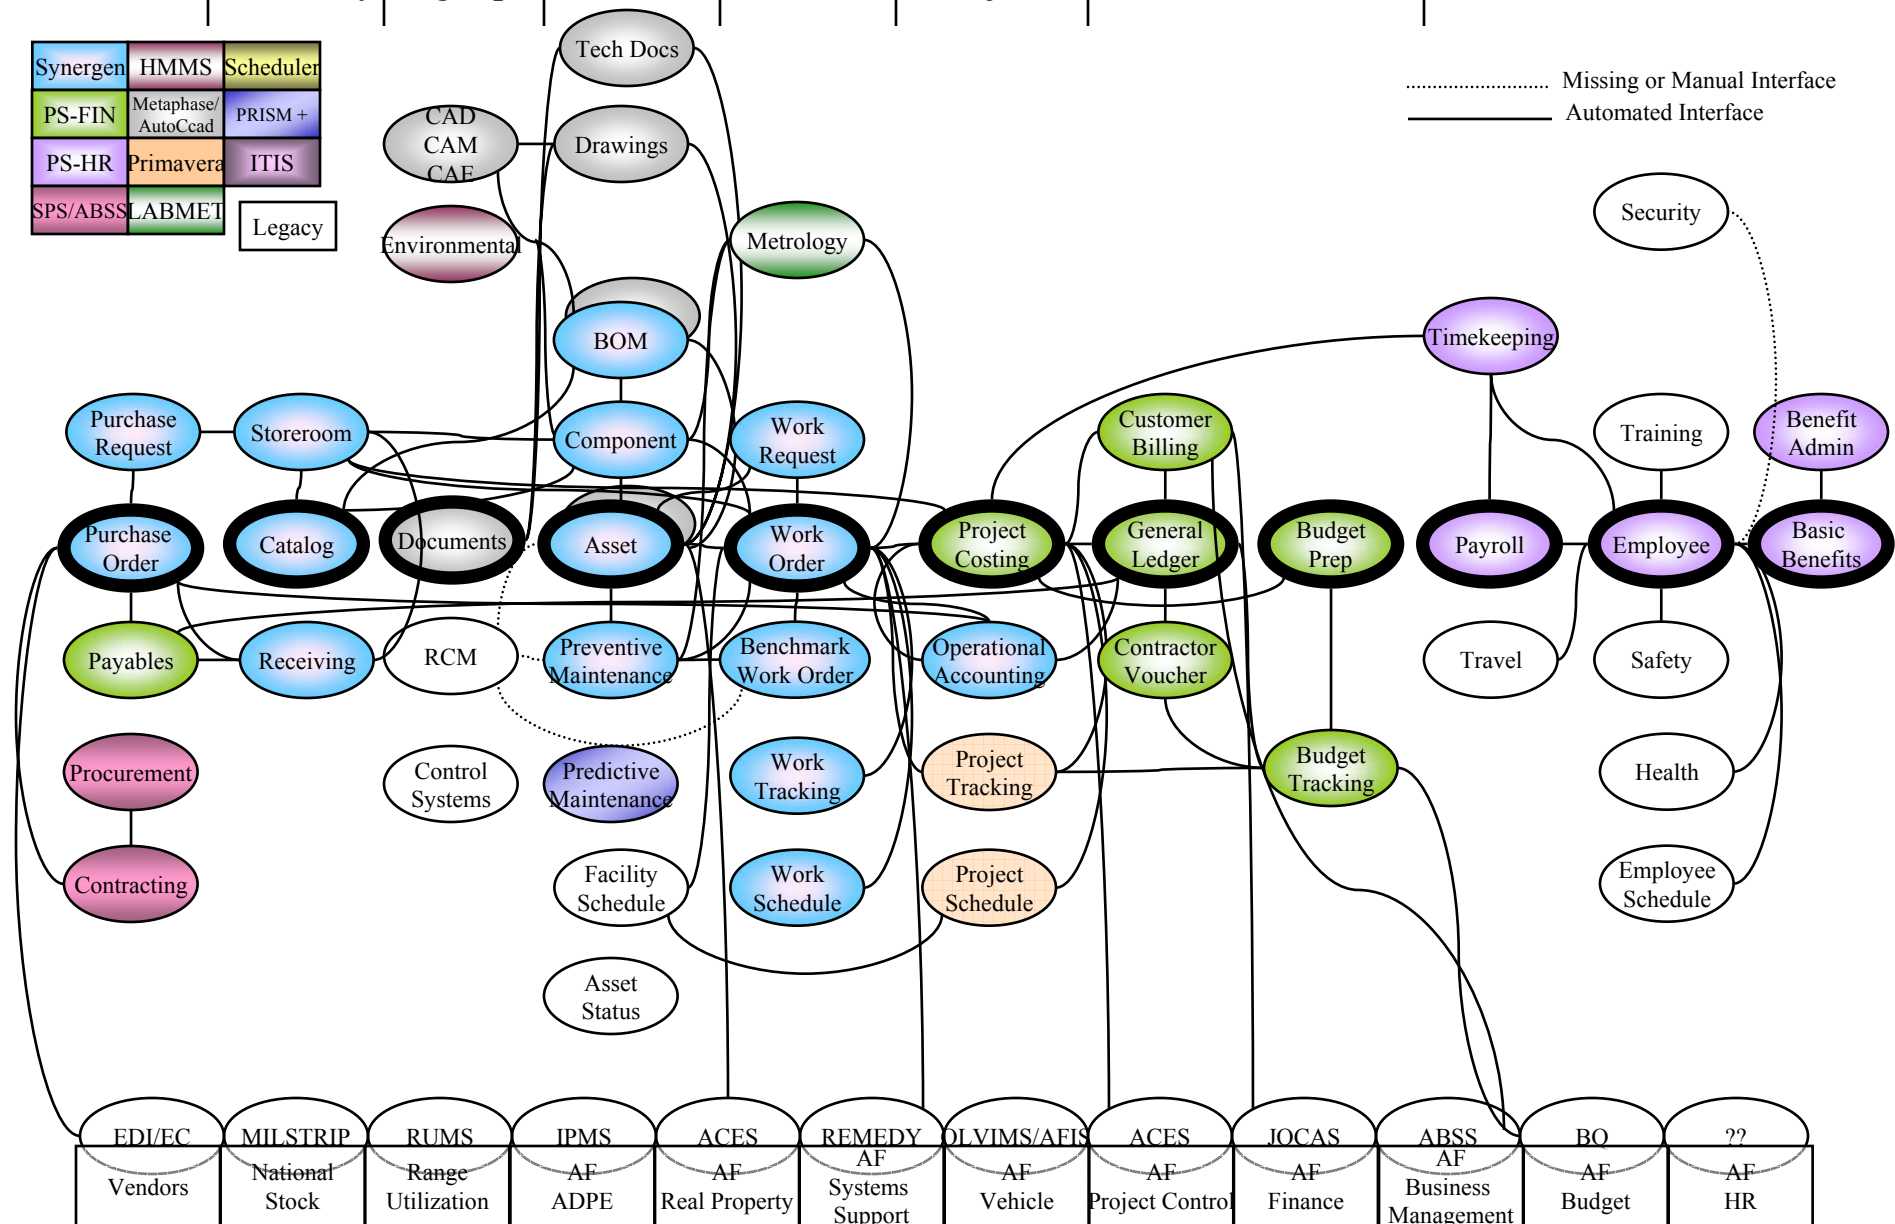 Tech Docs
Synergen
HMMS
Scheduler
Missing or Manual Interface
PS-FIN
Metaphase/
AutoCcad
PRISM +
Automated Interface
CAD
CAM
CAE
Drawings
PS-HR
Primavera
ITIS
SPS/ABSS
LABMET
Legacy
Security
Environmental
Metrology
BOM
Timekeeping
Purchase
Request
Storeroom
Component
Work
Request
Customer
Billing
Training
Benefit
Admin
Purchase
Order
Catalog
Documents
Asset
Work
Order
Project
Costing
General
Ledger
Budget
Prep
Payroll
Employee
Basic
Benefits
Payables
Receiving
RCM
Preventive
Maintenance
Benchmark
Work Order
Operational
Accounting
Contractor
Voucher
Travel
Safety
Procurement
Control
Systems
Predictive
Maintenance
Work
Tracking
Project
Tracking
Budget
Tracking
Health
Contracting
Facility
Schedule
Work
Schedule
Project
Schedule
Employee
Schedule
Asset
Status
EDI/EC
MILSTRIP
RUMS
IPMS
ACES
REMEDY
OLVIMS/AFIS
ACES
JOCAS
ABSS
BQ
??
Vendors
National
Stock
Range
Utilization
AF
ADPE
AF
Real Property
AF
Systems
Support
AF
Vehicle
AF
Project Control
AF
Finance
AF
Business
Management
AF
Budget
AF
HR